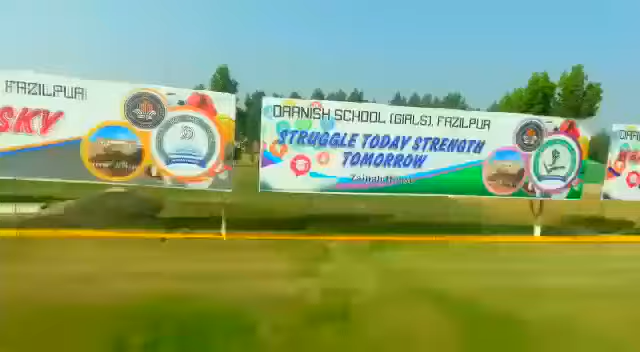 (FAZILPUR)
SKY
DAANISH SCHOOL (GIRLS), FAZILPUR
STRUGGLE TODAY STRENGTH
TOMORROW